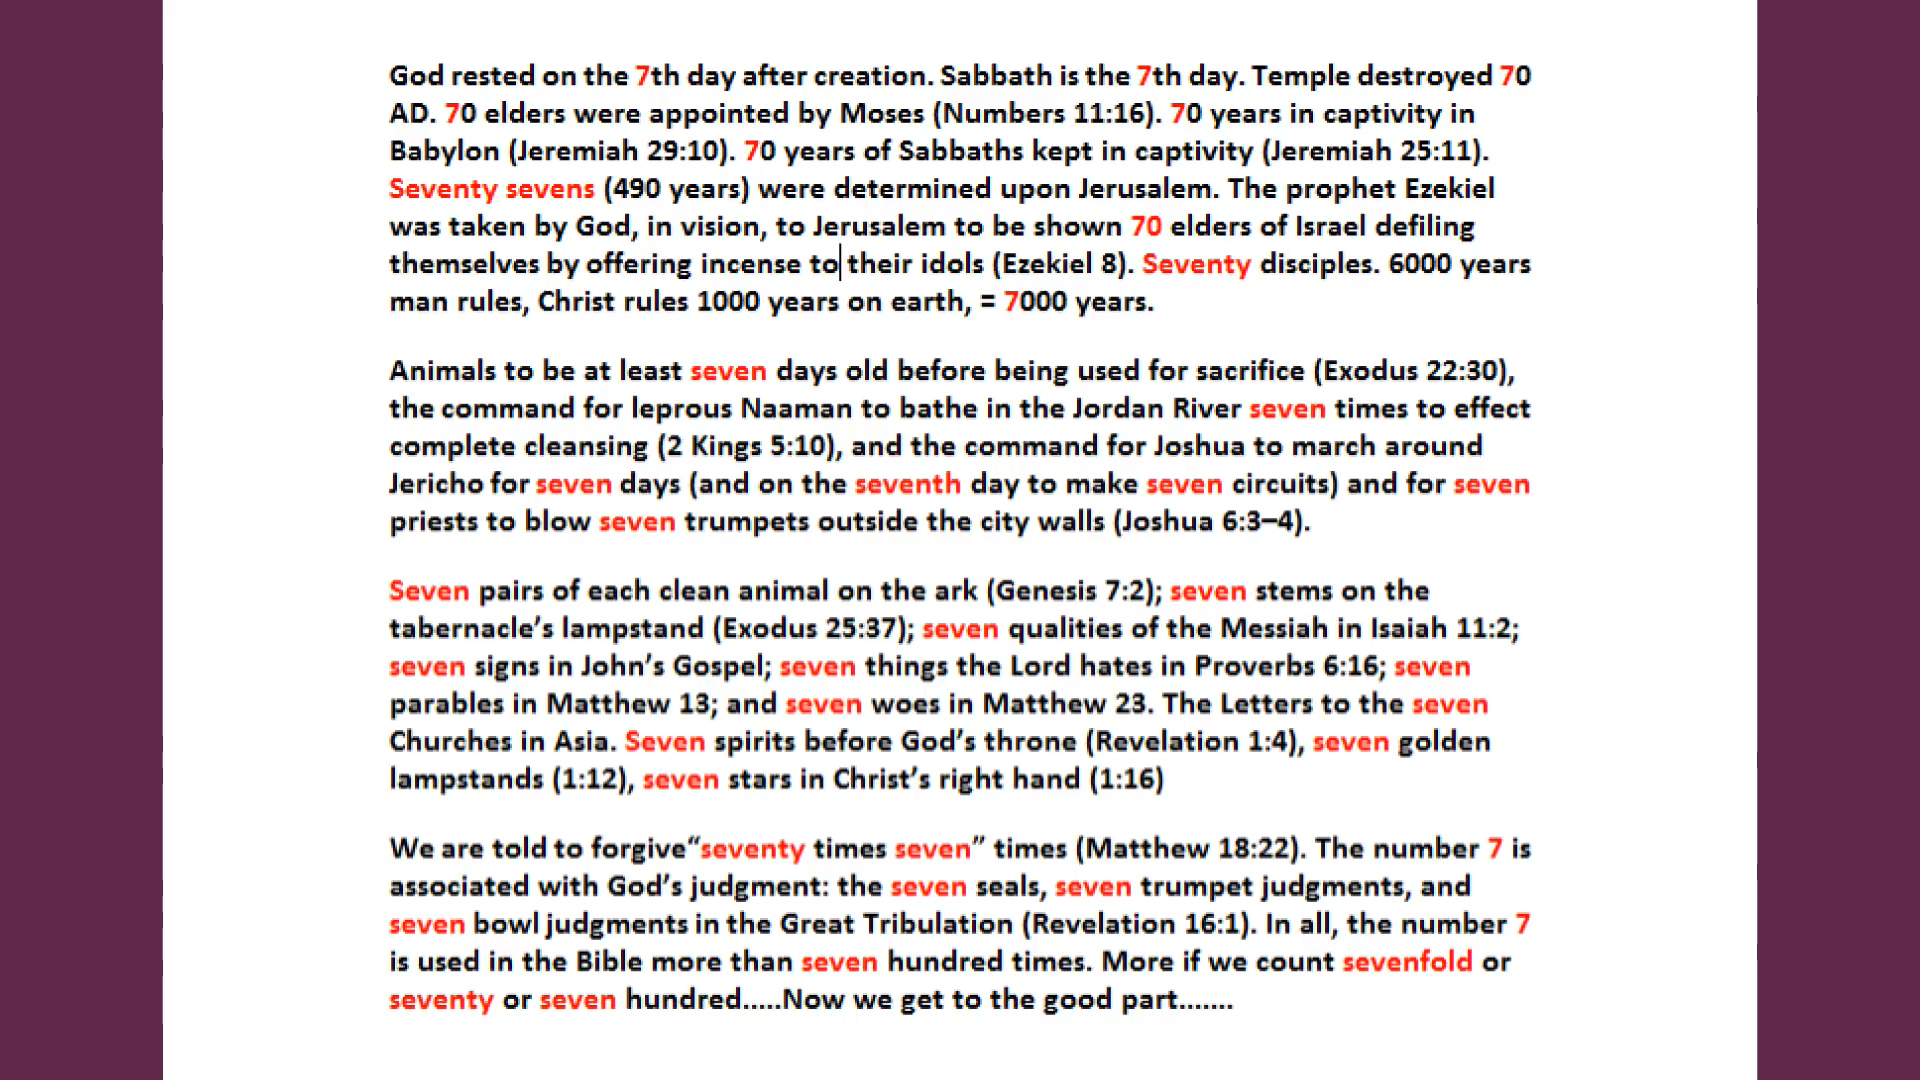 God rested on the 7th day after creation. Sabbath is the 7th day. Temple destroyed 70
AD. 70 elders were appointed by Moses (Numbers 11:16). 70 years in captivity in
Babylon (Jeremiah 29:10). 70 years of Sabbaths kept in captivity (Jeremiah 25:11).
Seventy sevens (490 years) were determined upon Jerusalem. The prophet Ezekiel
was taken by God, in vision, to Jerusalem to be shown 70 elders of Israel defiling
themselves by offering incense to their idols (Ezekiel 8). Seventy disciples. 6000 years
man rules, Christ rules 1000 years on earth, = 7000 years.
Animals to be at least seven days old before being used for sacrifice (Exodus 22:30),
the command for leprous Naaman to bathe in the Jordan River seven times to effect
complete cleansing (2 Kings 5:10), and the command for Joshua to march around
Jericho for seven days (and on the seventh day to make seven circuits) and for seven
priests to blow seven trumpets outside the city walls (Joshua 6:3–4).
Seven pairs of each clean animal on the ark (Genesis 7:2); seven stems on the
tabernacle’s lampstand (Exodus 25:37); seven qualities of the Messiah in Isaiah 11:2;
seven signs in John’s Gospel; seven things the Lord hates in Proverbs 6:16; seven
parables in Matthew 13; and seven woes in Matthew 23. The Letters to the seven
Churches in Asia. Seven spirits before God’s throne (Revelation 1:4), seven golden
lampstands (1:12), seven stars in Christ’s right hand (1:16)
We are told to forgive“seventy times seven” times (Matthew 18:22). The number 7 is
associated with God’s judgment: the seven seals, seven trumpet judgments, and
seven bowl judgments in the Great Tribulation (Revelation 16:1). In all, the number 7
is used in the Bible more than seven hundred times. More if we count sevenfold or
seventy or seven hundred.....Now we get to the good part.......